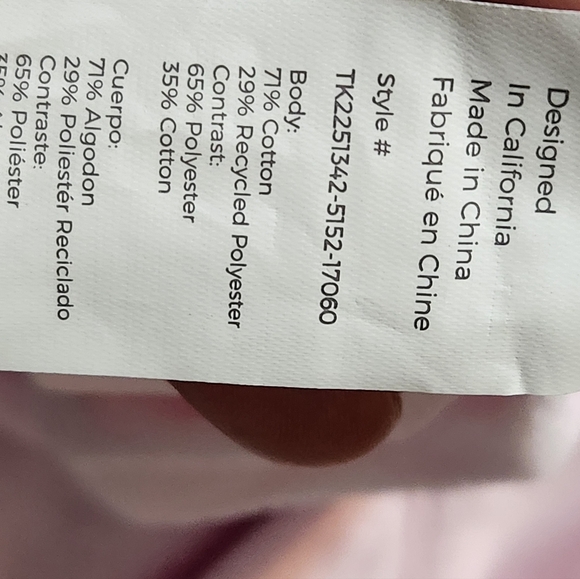 Designed
In California
Made in China
Fabriqué en Chine
Style #
TK2251342-5152-17060
Body:
71% Cotton
29% Recycled Polyester
Contrast:
65% Polyester
35% Cotton
Cuerpo:
71% Algodon
29% Poliestér Reciclado
Contraste:
65% Poliéster